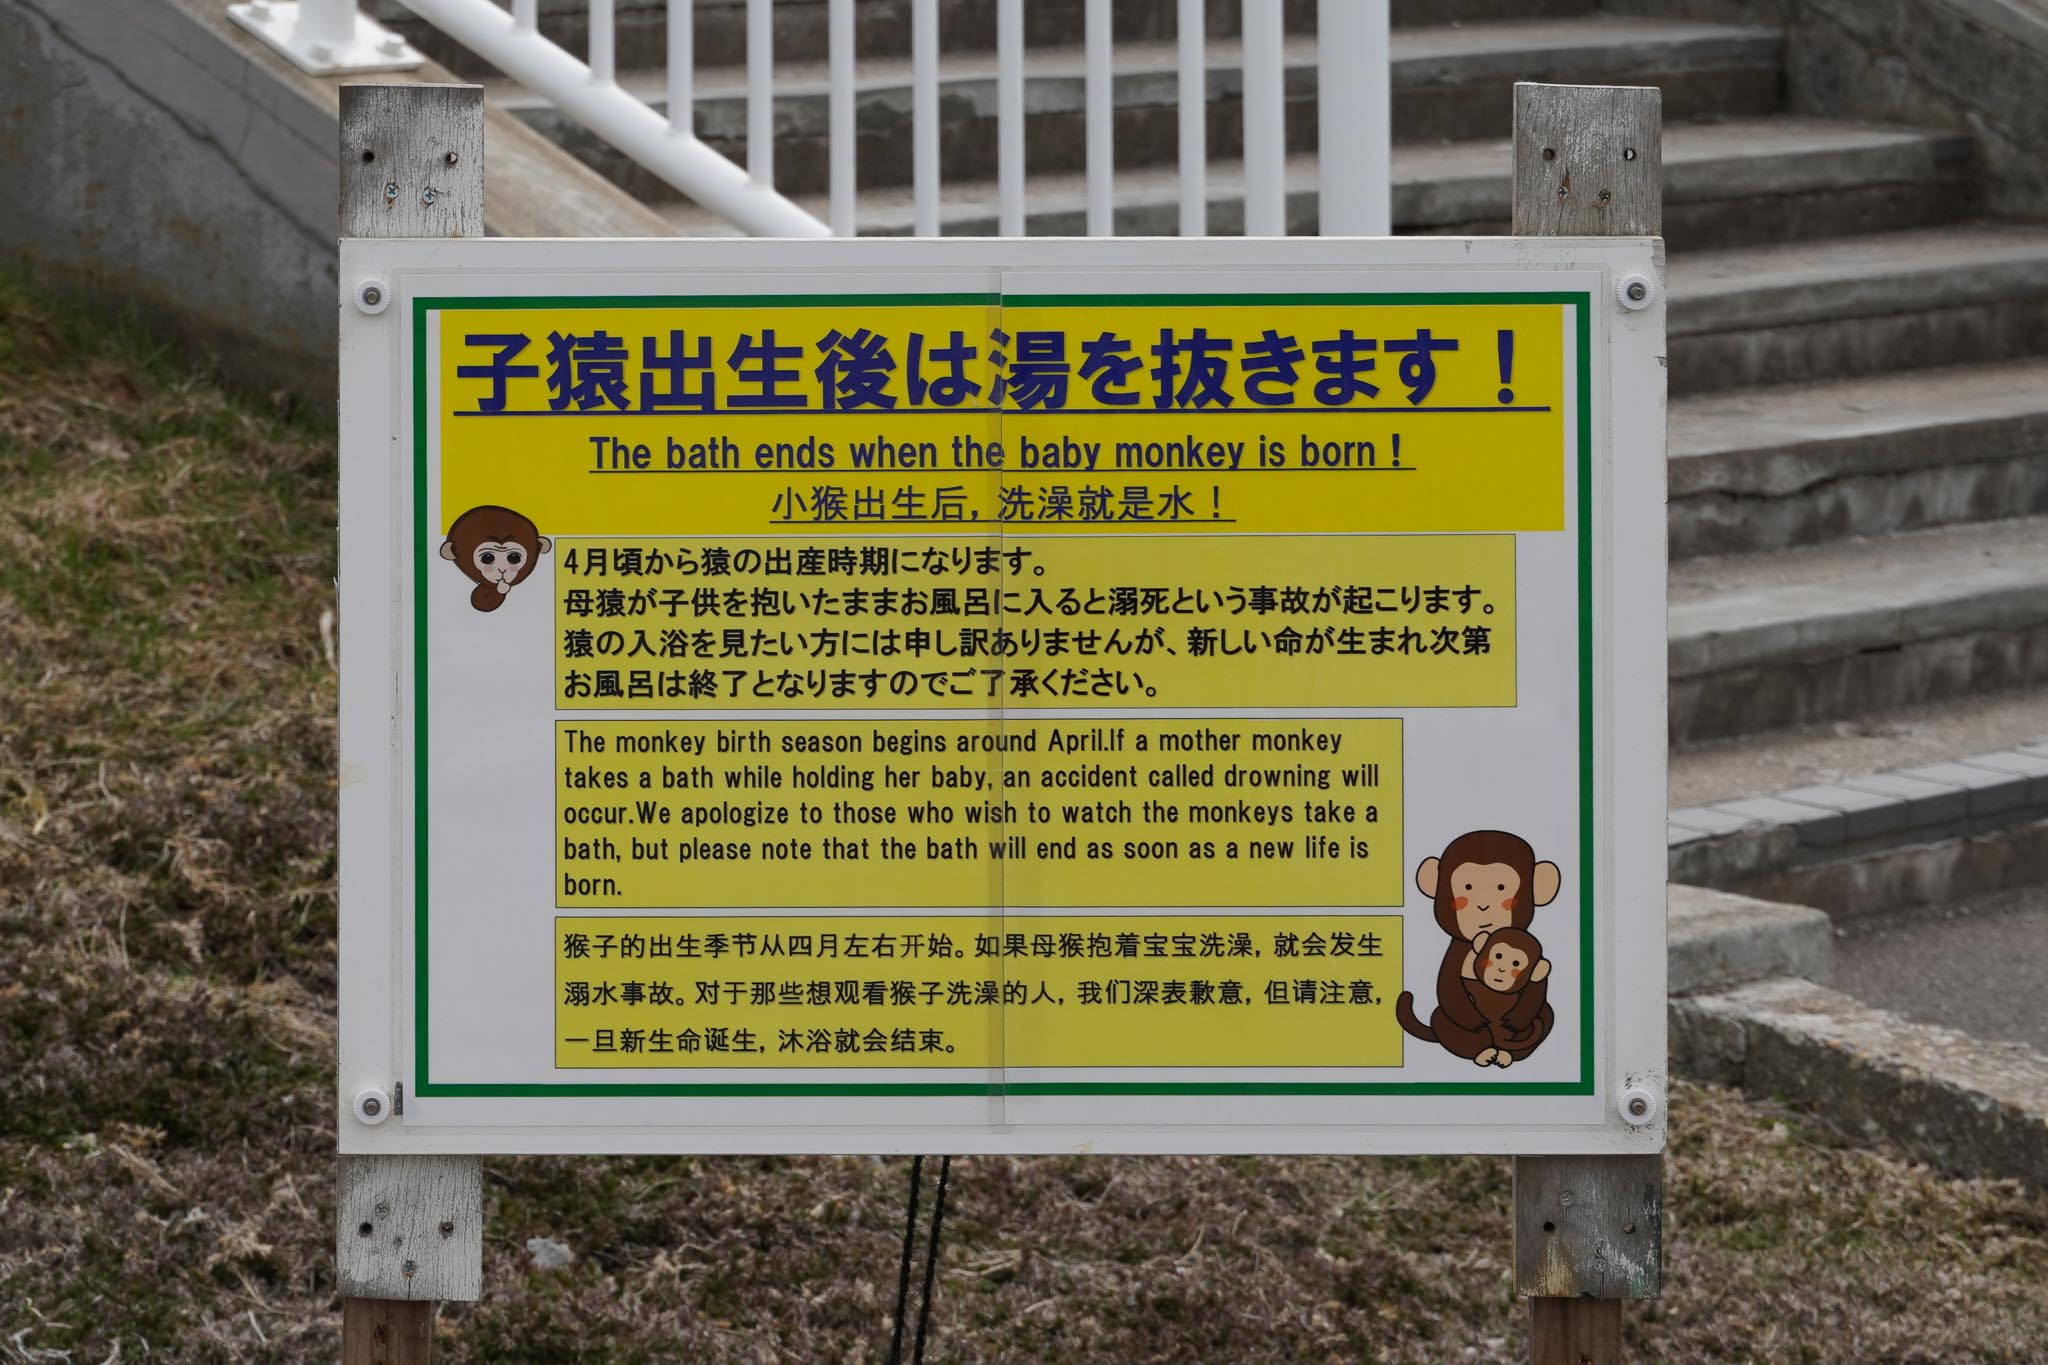 子猿出生後は湯を抜きます！
The bath ends when the baby monkey is born！
小猴出生后，洗澡就是水！
4月頃から猿の出産時期になります。
母猿が子供を抱いたままお風呂に入ると溺死という事故が起こります。
猿の入浴を見たい方には申し訳ありませんが、新しい命が生まれ次第
お風呂は終了となりますのでご了承ください。
The monkey birth season begins around April.If a mother monkey
takes a bath while holding her baby, an accident called drowning will
occur.We apologize to those who wish to watch the monkeys take a
bath, but please note that the bath will end as soon as a new life is
born.
猴子的出生季节从四月左右开始。如果母猴抱着宝宝洗澡，就会发生
溺水事故。对于那些想观看猴子洗澡的人，我们深表歉意，但请注意，
一旦新生命诞生，沐浴就会结束。